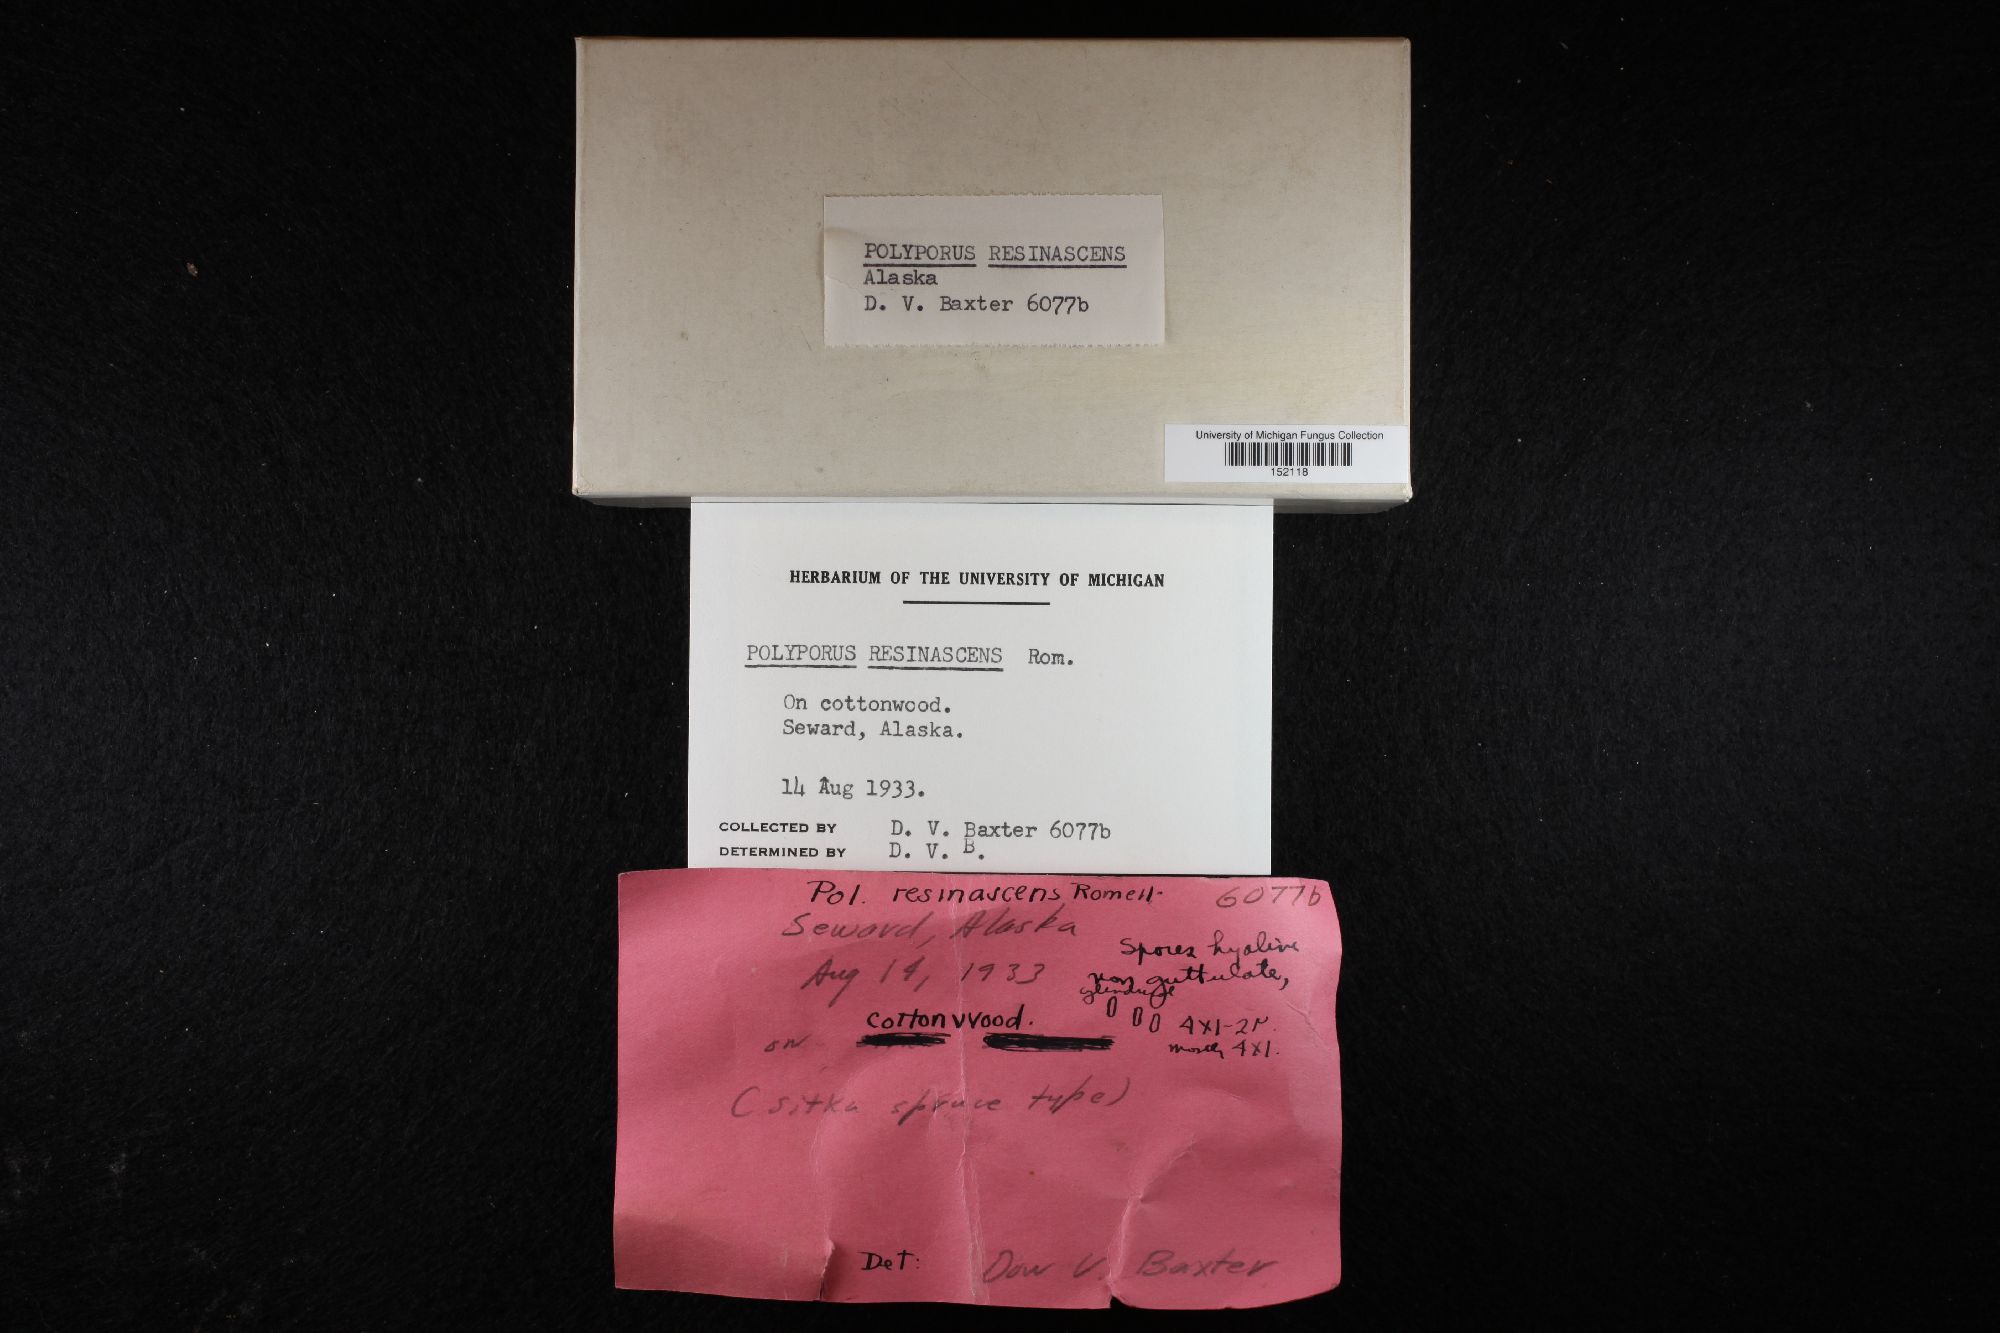 POLYPORUS RESINASCENS
Alaska
D. V. Baxter 6077b
University of Michigan Fungus Collection
152118
HERBARIUM OF THE UNIVERSITY OF MICHIGAN
POLYPORUS RESINASCENS Rom.
On cottonwood.
Seward, Alaska.
14 Aug 1933.
COLLECTED BY D. V. Baxter 6077b
DETERMINED BY D. V. B.
Pol. resinascens Romell. 6077b
Seward, Alaska
Spores hyaline
Aug 14, 1933
non guttulate,
cylindrical
Cottonwood.
4x1-2µ.
on
mostly 4x1.
(sitka spruce type)
Det: Dow V. Baxter